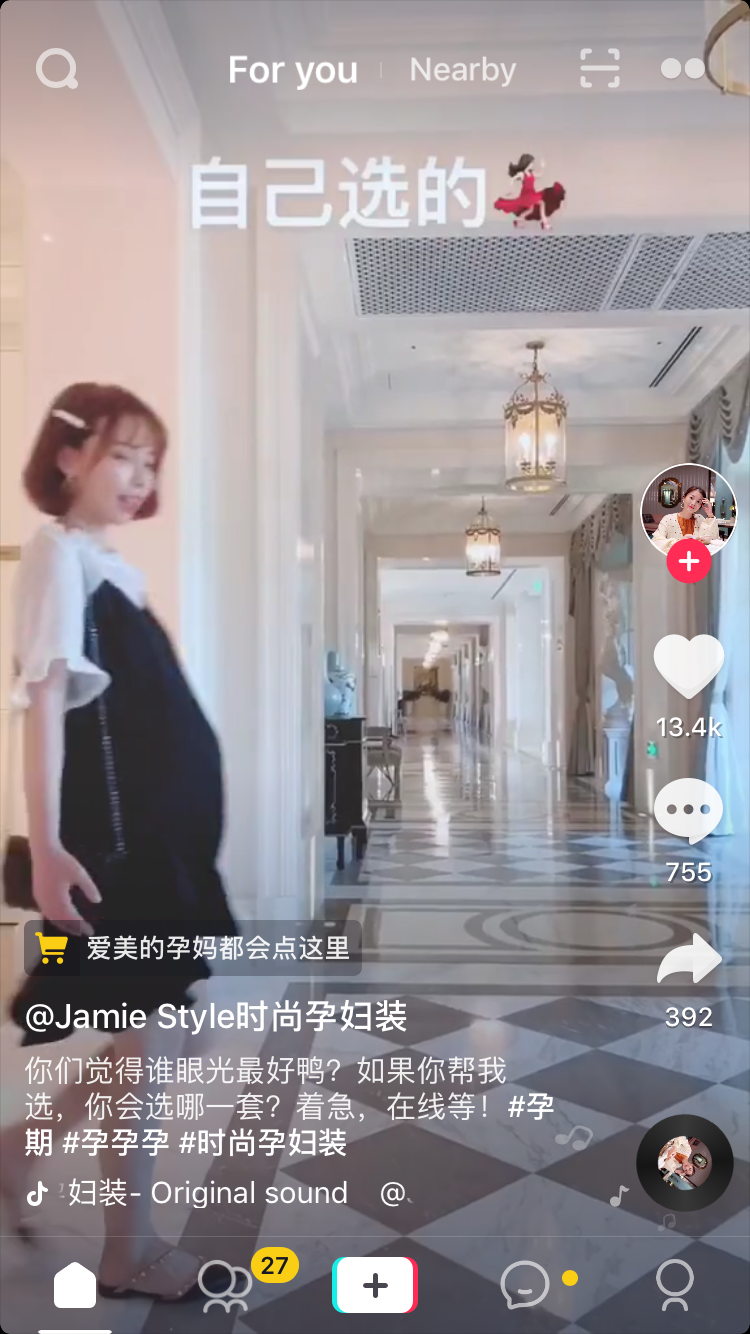 For you
Nearby
自己选的
13.4k
755
爱美的孕妈都会点这里
@Jamie Style时尚孕妇装
392
你们觉得谁眼光最好鸭？如果你帮我
选，你会选哪一套？着急，在线等！#孕
期 #孕孕孕 #时尚孕妇装
妇装- Original sound @
27